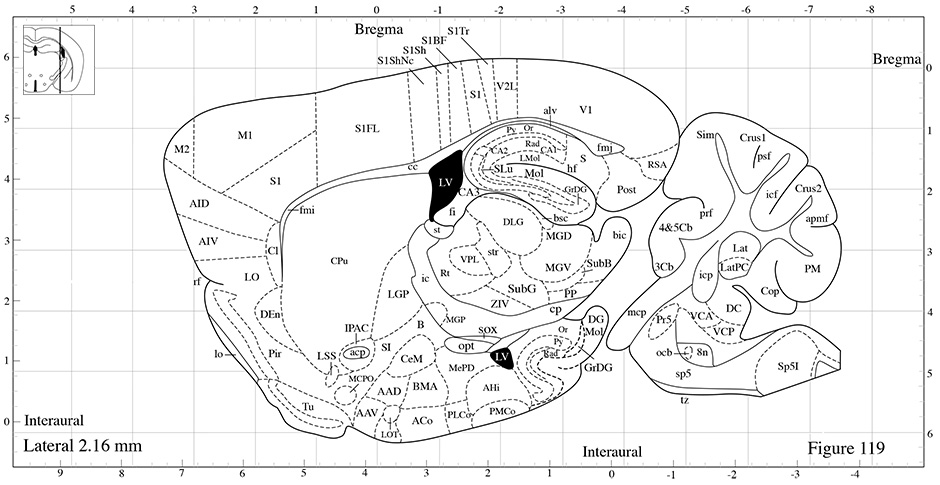 5 4 3 2 1 0 -1 -2 -3 -4 -5 -6 -7 -8
Bregma
S1Tr
S1BF
S1Sh
S1ShNc
Bregma
6 0
S1 V2L
alv V1
5 1
M2 M1 S1FL Py Or Sim Crus1
Rad CA1 fmj psf
CA2 LMol S RSA
cc
4 S1 LV SLu Mol hf 2
AID CA3 GrDG Post icf Crus2
fmi fi prf apmf
st DLG bsc 4&5Cb
3 AIV CI MGD bic Lat 3
CPu VPL str
LO Rt MGV SubB 3Cb icp LatPC PM
rf ic SubG PP Cop
2 LGP ZIV DC 4
DEn MGP cp DG mcp Pr5 VCA
IPAC B SOX Or Mol VCP
lo Pir SI opt Py
1 LSS acp CeM LV Rad ocb 8n 5
MCPO MePD GrDG sp5 Sp5I
AAD BMA AHi
Tu tz
AAV PLCo PMCo
0 Interaural LOT ACo 6
Lateral 2.16 mm Figure 119
Interaural
9 8 7 6 5 4 3 2 1 0 -1 -2 -3 -4